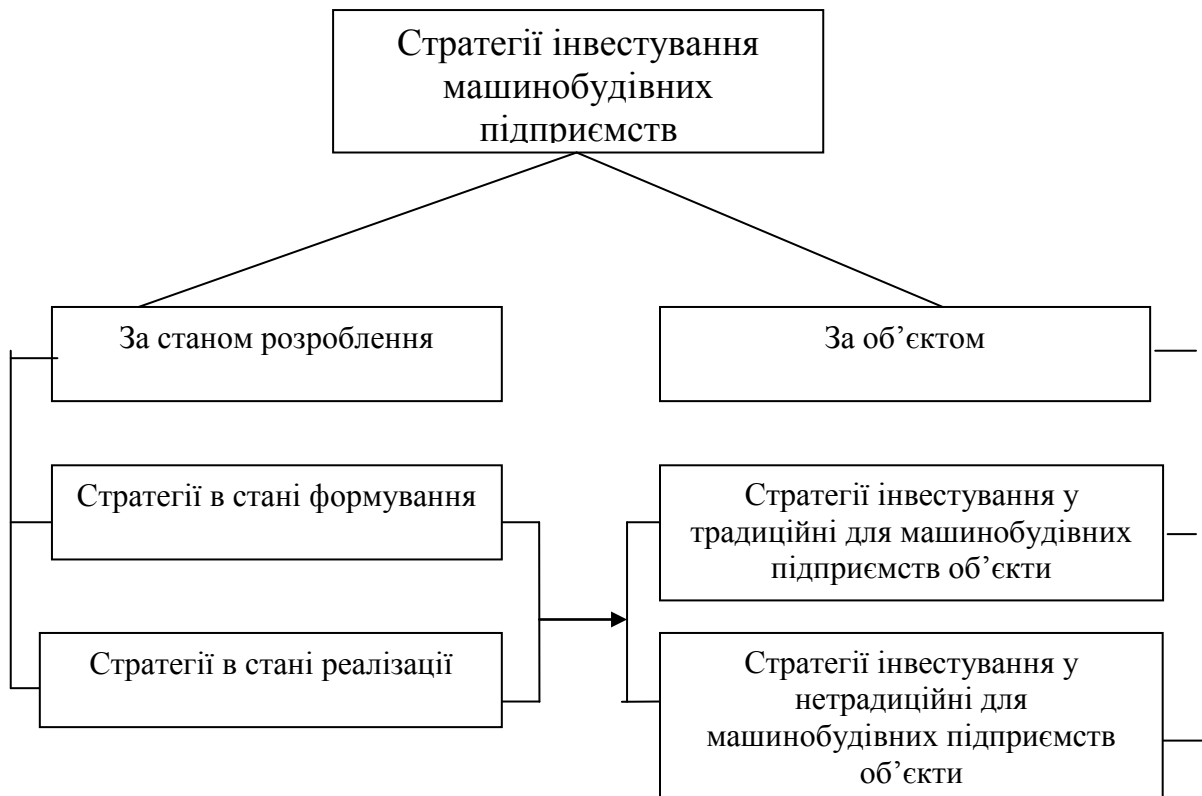 Стратегії інвестування
машинобудівних
підприємств
За станом розроблення
За об’єктом
Стратегії в стані формування
Стратегії інвестування у
традиційні для машинобудівних
підприємств об’єкти
Стратегії в стані реалізації
Стратегії інвестування у
нетрадиційні для
машинобудівних підприємств
об’єкти